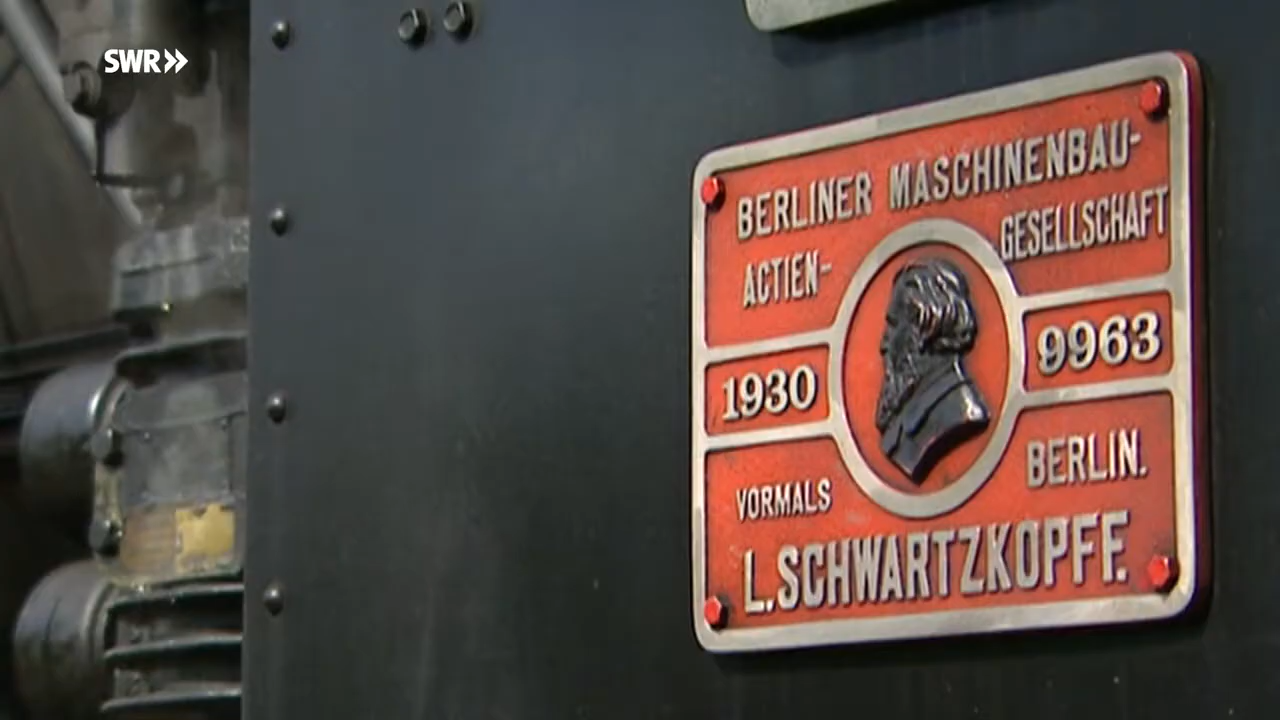 SWR»
BERLINER MASCHINENBAU-
ACTIEN- GESELLSCHAFT
1930 9963
VORMALS BERLIN.
L.SCHWARTZKOPFF.